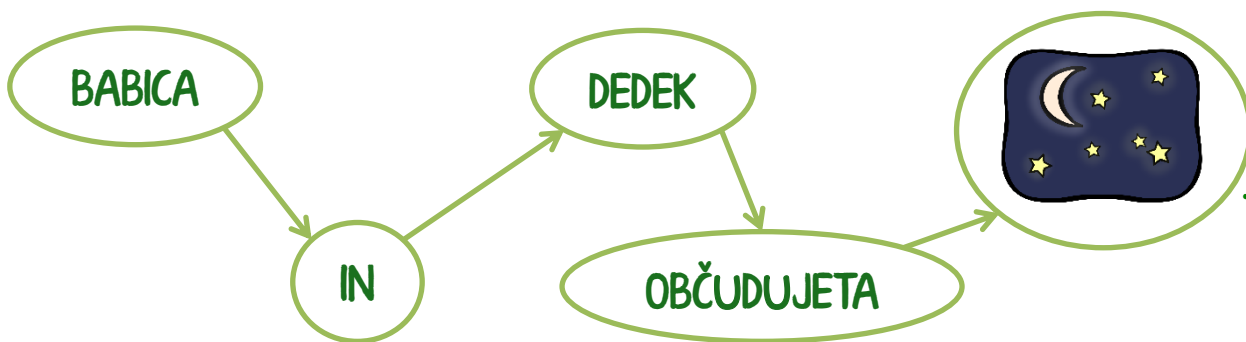 BABICA
IN
DEDEK
OBČUDUJETA
.